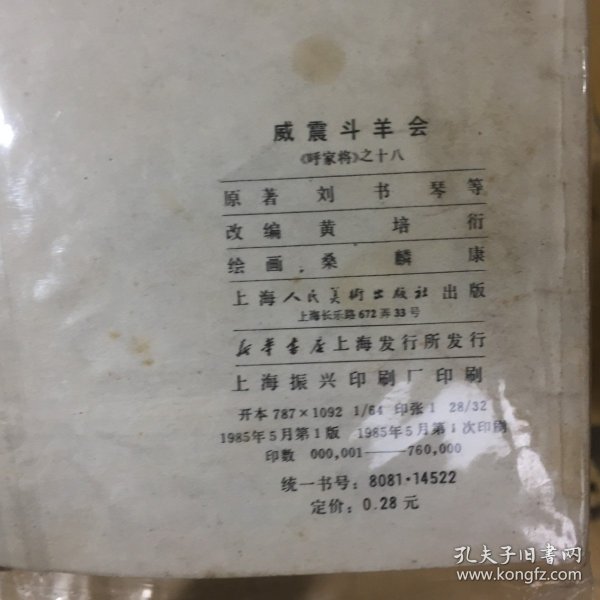 威震斗羊会
《呼家将》之十八
原著 刘书琴等
改编 黄培衍
绘画 桑麟康
上海人民美術出版社出版
上海长乐路672弄33号
新华書店上海发行所发行
上海振兴印刷厂印刷
开本 787×1092 1/64 印张 1 28/32
1985年5月第1版 1985年5月第1次印刷
印数 000,001——760,000
统一书号：8081·14522
定价：0.28元
孔夫子旧书网
www.kongfz.com